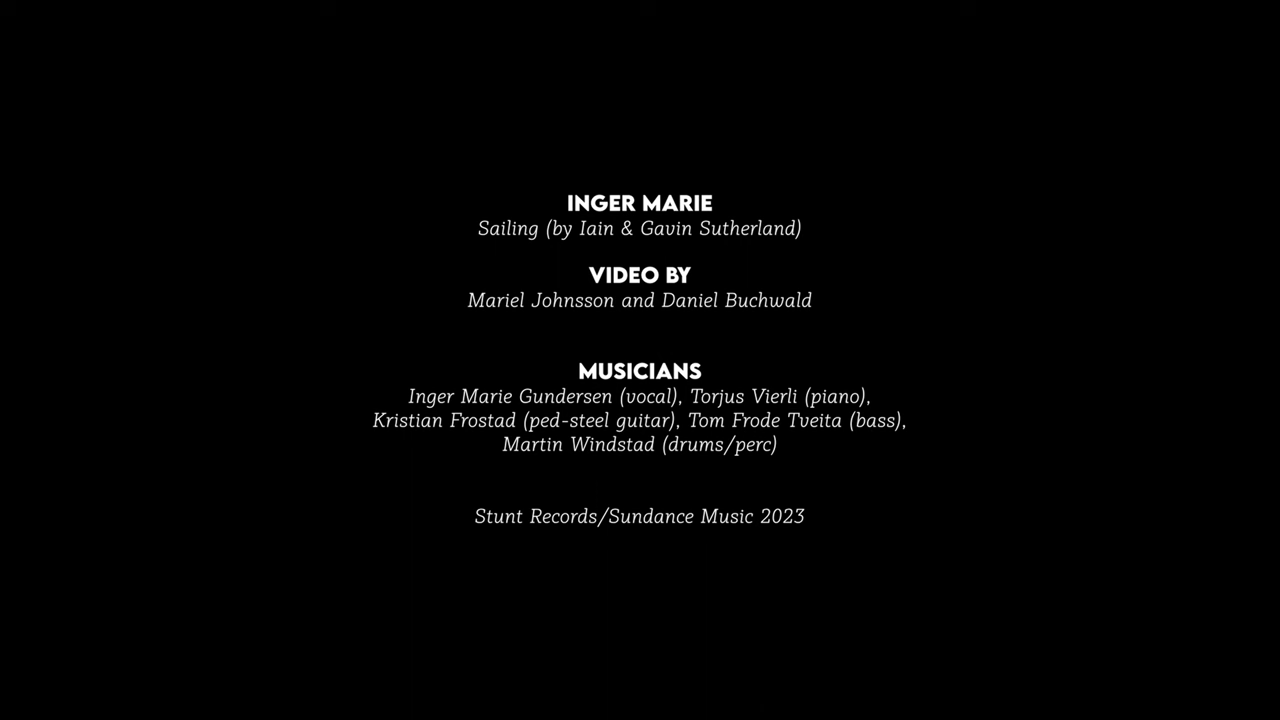 INGER MARIE
Sailing (by Iain & Gavin Sutherland)
VIDEO BY
Mariel Johnsson and Daniel Buchwald
MUSICIANS
Inger Marie Gundersen (vocal), Torjus Vierli (piano),
Kristian Frostad (ped-steel guitar), Tom Frode Tveita (bass),
Martin Windstad (drums/perc)
Stunt Records/Sundance Music 2023